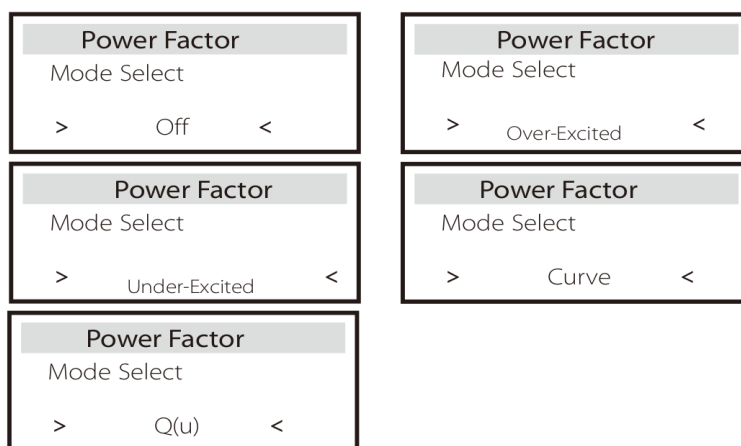 Power Factor
Mode Select
> Off <
Power Factor
Mode Select
> Over-Excited <
Power Factor
Mode Select
> Under-Excited <
Power Factor
Mode Select
> Curve <
Power Factor
Mode Select
> Q(u) <